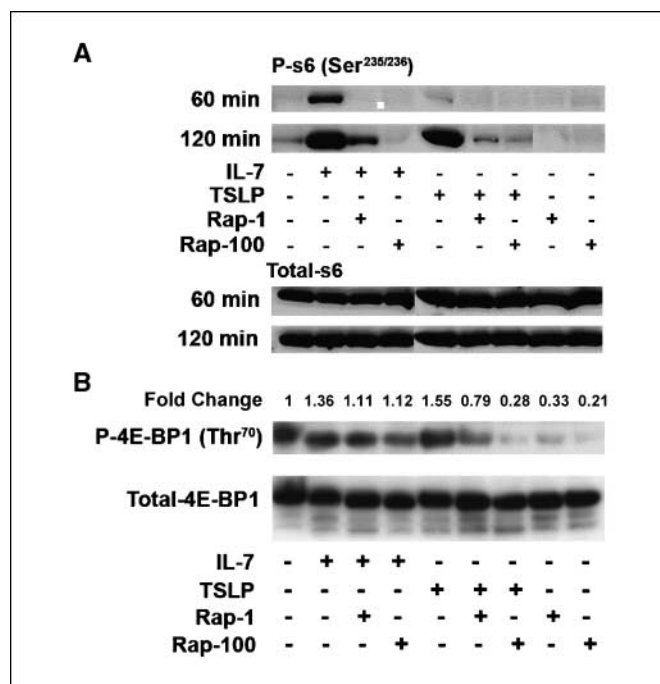 A
P-s6 (Ser235/236)
60 min
120 min
IL-7 - + + + - - - - -
TSLP - - - - + + + - -
Rap-1 - - + - - + - + -
Rap-100 - - - + - - + - +
Total-s6
60 min
120 min
B
Fold Change 1 1.36 1.11 1.12 1.55 0.79 0.28 0.33 0.21
P-4E-BP1 (Thr70)
Total-4E-BP1
IL-7 - + + + - - - - -
TSLP - - - - + + + - -
Rap-1 - - + - - + - + -
Rap-100 - - - + - - + - +